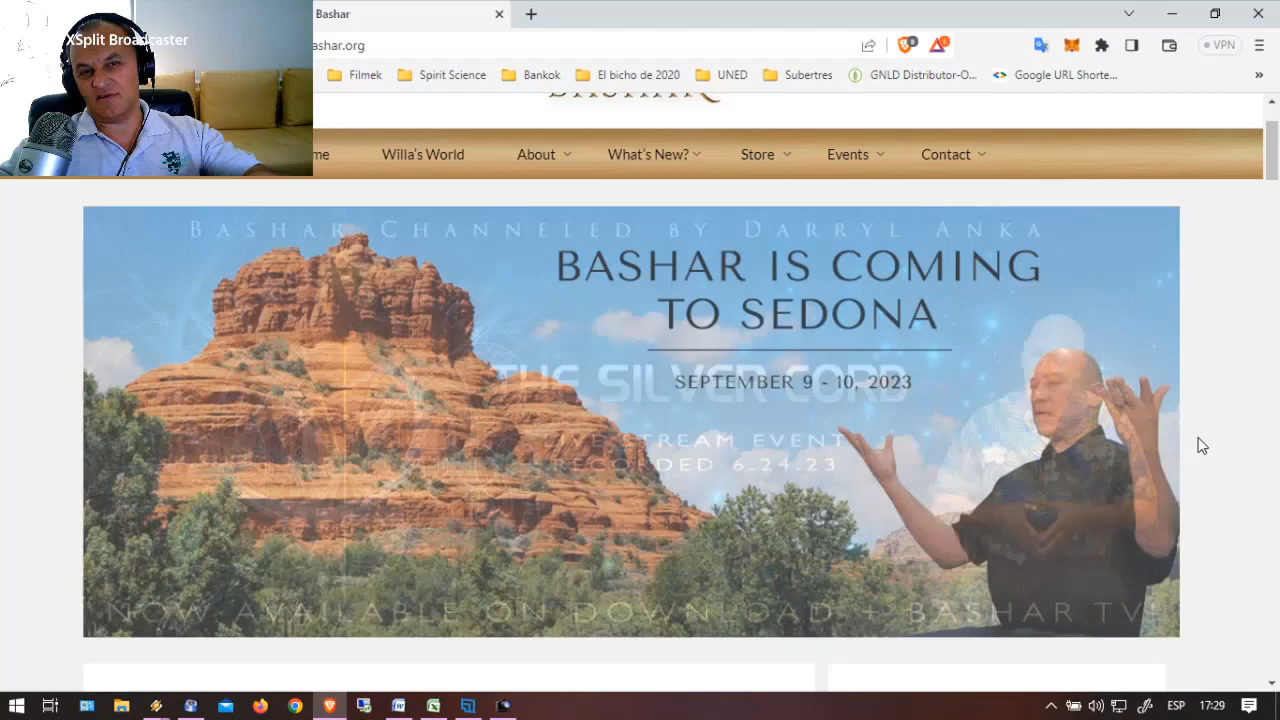 XSplit Broadcaster
Bashar
ashar.org
VPN
Filmek
Spirit Science
Bankok
El bicho de 2020
UNED
Subertres
GNLD Distributor-O...
Google URL Shorte...
»
BASHAR
me
Willa's World
About
What's New?
Store
Events
Contact
BASHAR CHANNELED BY DARRYL ANKA
BASHAR IS COMING
TO SEDONA
THE SILVER CORD
SEPTEMBER 9 - 10, 2023
LIVE STREAM EVENT
RECORDED 6.24.23
NOW AVAILABLE ON DOWNLOAD + BASHAR TV
ESP
17:29